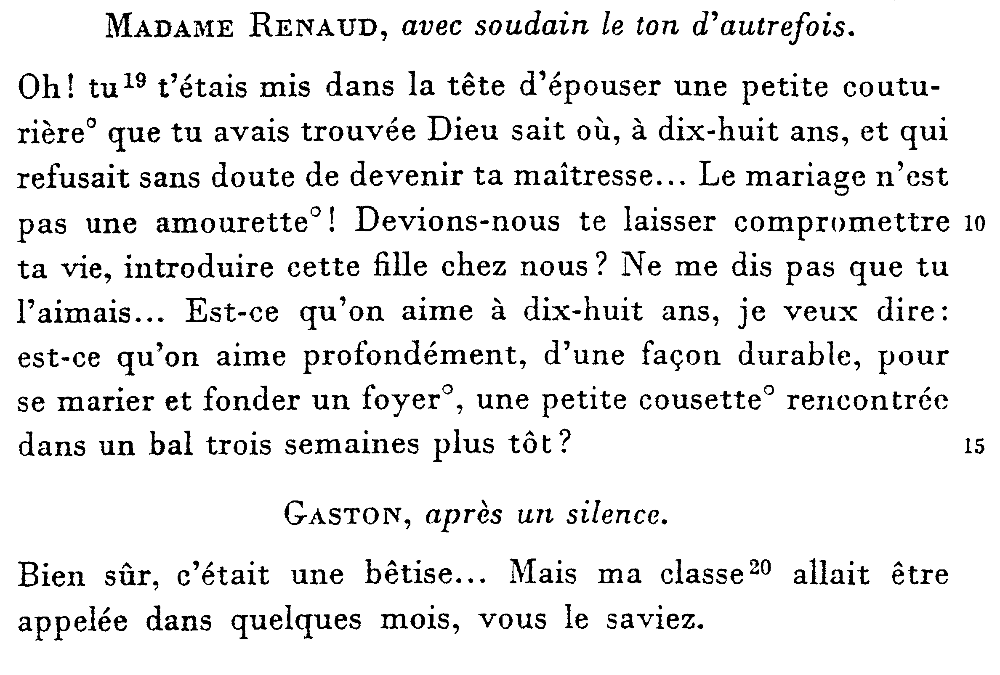 MADAME RENAUD, avec soudain le ton d'autrefois.
Oh! tu¹⁹ t'étais mis dans la tête d'épouser une petite coutu-
rière° que tu avais trouvée Dieu sait où, à dix-huit ans, et qui
refusait sans doute de devenir ta maîtresse... Le mariage n'est
pas une amourette°! Devions-nous te laisser compromettre 10
ta vie, introduire cette fille chez nous? Ne me dis pas que tu
l'aimais... Est-ce qu'on aime à dix-huit ans, je veux dire:
est-ce qu'on aime profondément, d'une façon durable, pour
se marier et fonder un foyer°, une petite cousette° rencontrée
dans un bal trois semaines plus tôt? 15
GASTON, après un silence.
Bien sûr, c'était une bêtise... Mais ma classe²⁰ allait être
appelée dans quelques mois, vous le saviez.